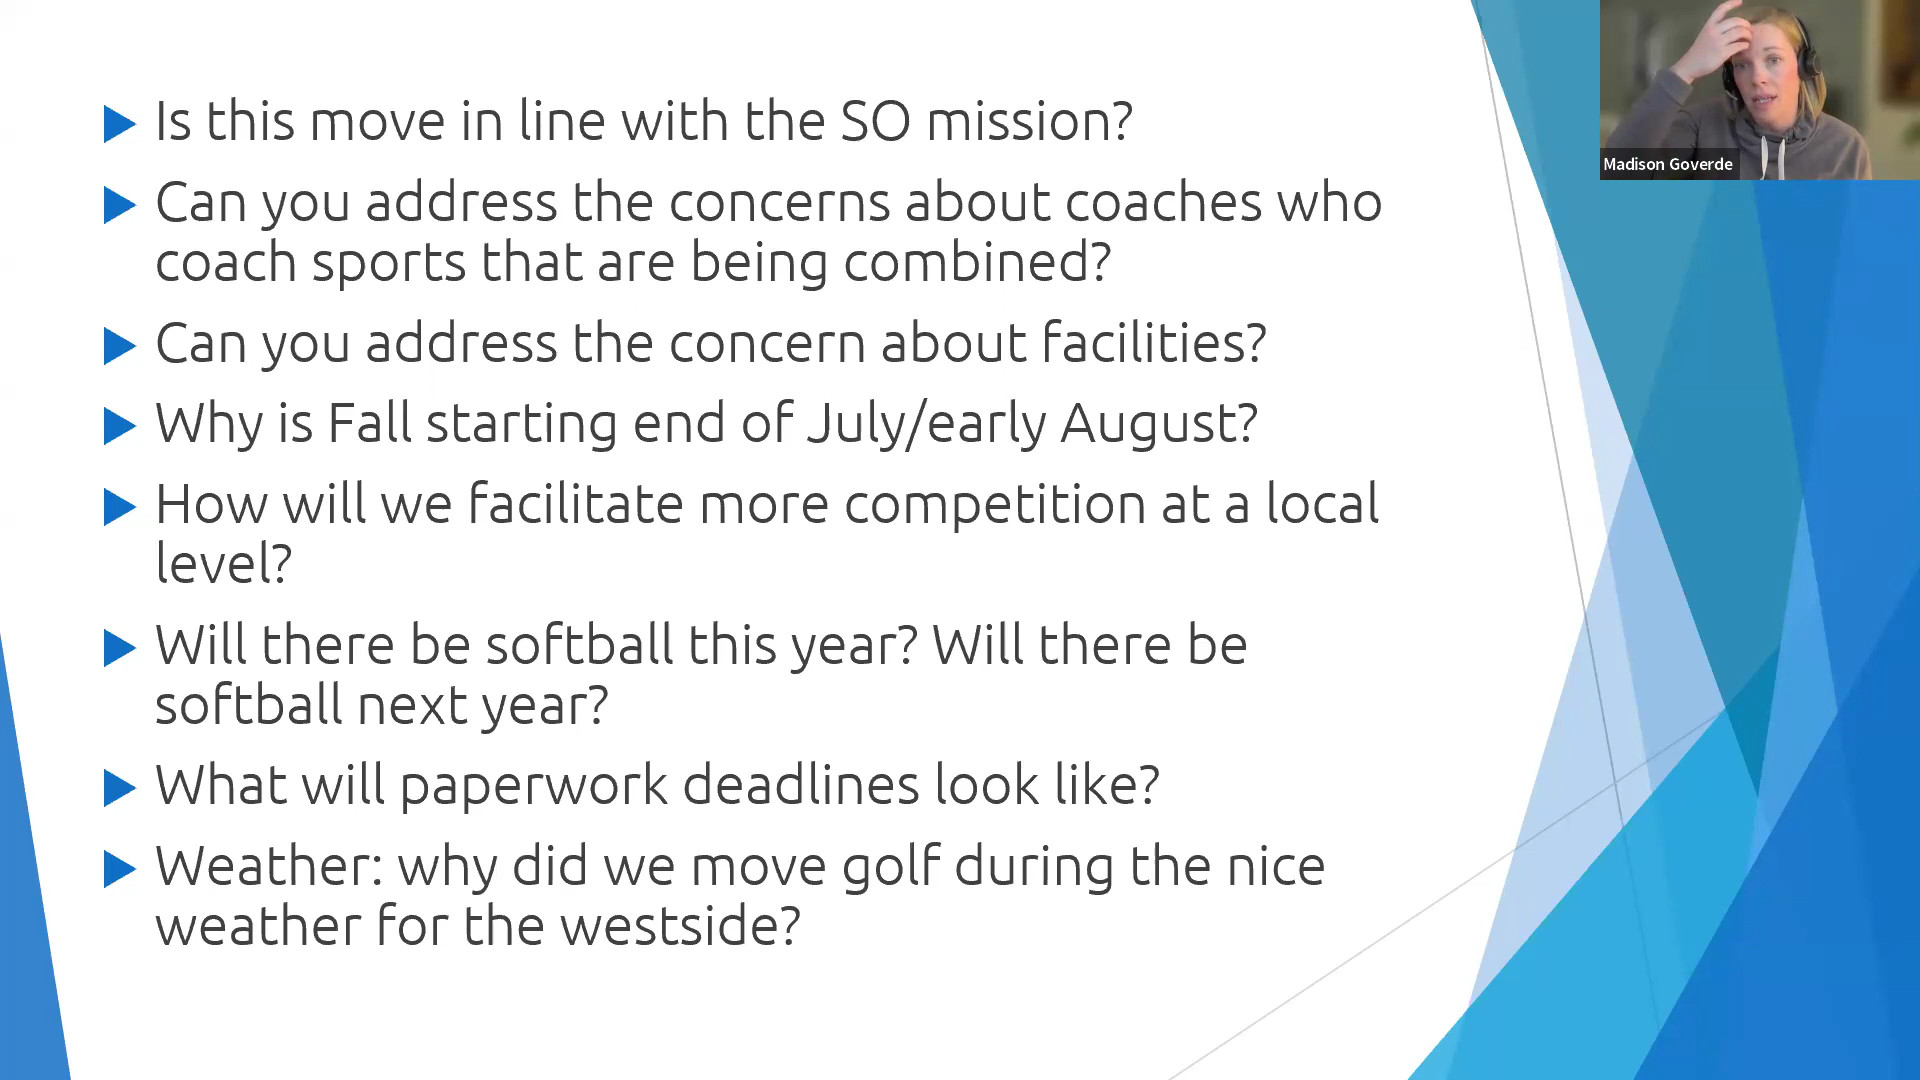 Is this move in line with the SO mission?
Can you address the concerns about coaches who
coach sports that are being combined?
Can you address the concern about facilities?
Why is Fall starting end of July/early August?
How will we facilitate more competition at a local
level?
Will there be softball this year? Will there be
softball next year?
What will paperwork deadlines look like?
Weather: why did we move golf during the nice
weather for the westside?
Madison Goverde